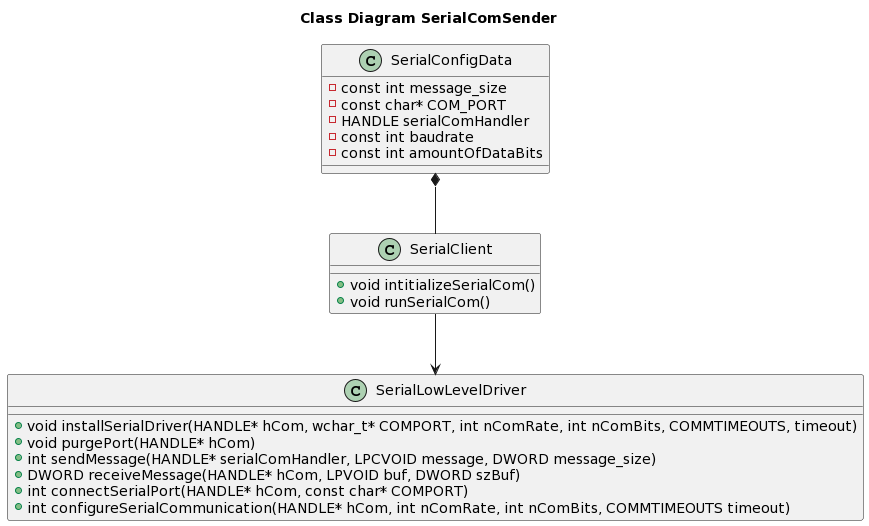 Class Diagram SerialComSender
C SerialConfigData
const int message_size
const char* COM_PORT
HANDLE serialComHandler
const int baudrate
const int amountOfDataBits
C SerialClient
void intitializeSerialCom()
void runSerialCom()
C SerialLowLevelDriver
void installSerialDriver(HANDLE* hCom, wchar_t* COMPORT, int nComRate, int nComBits, COMMTIMEOUTS, timeout)
void purgePort(HANDLE* hCom)
int sendMessage(HANDLE* serialComHandler, LPCVOID message, DWORD message_size)
DWORD receiveMessage(HANDLE* hCom, LPVOID buf, DWORD szBuf)
int connectSerialPort(HANDLE* hCom, const char* COMPORT)
int configureSerialCommunication(HANDLE* hCom, int nComRate, int nComBits, COMMTIMEOUTS timeout)